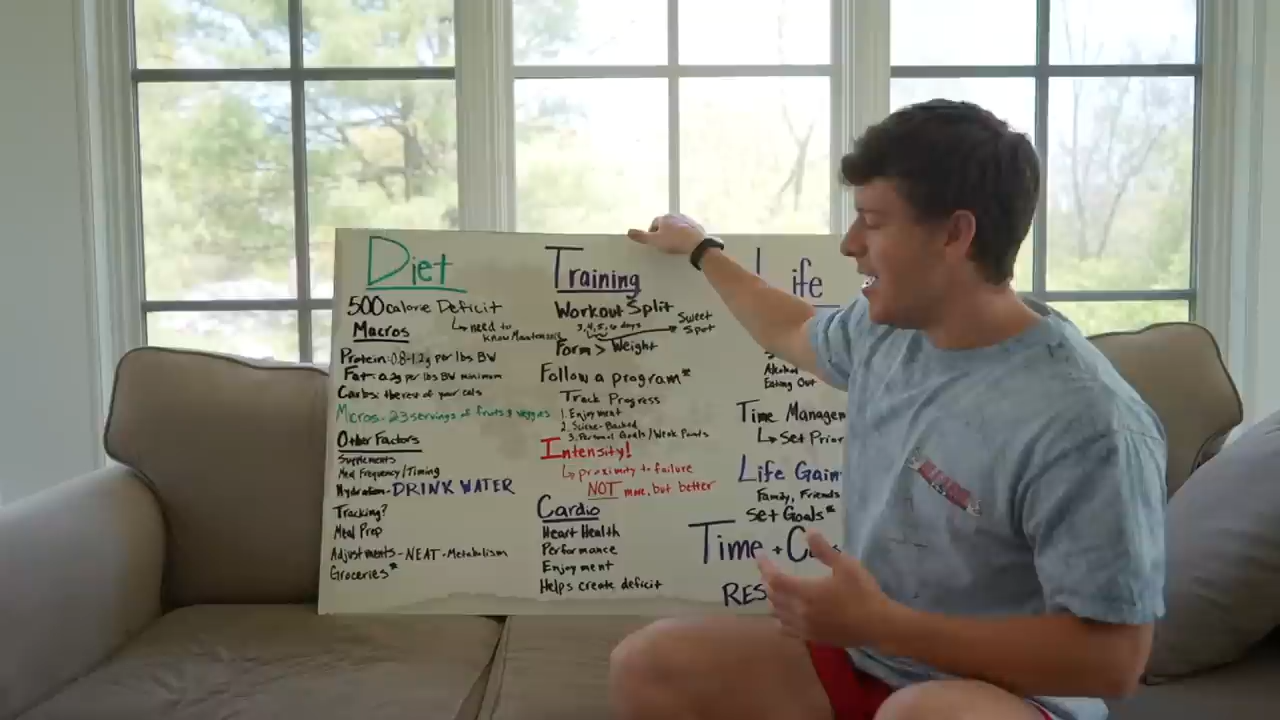 Diet
500 Calorie Deficit
↳ need to
know Maintenance
Macros
Protein: 0.8-1.2g per lbs BW
Fat: 0.3g per lbs BW minimum
Carbs: the rest of your cals
Micros - 2-3 servings of fruits & veggies
Other Factors
Supplements
Meal Frequency/Timing
Hydration - DRINK WATER
Tracking?
Meal Prep
Adjustments - NEAT - Metabolism
Groceries*
Training
Workout Split
3,4,5,6 days → Sweet
Spot
Form > Weight
Follow a program*
Track Progress
1. Enjoyment
2. Science-Backed
3. Personal Goals/Weak Points
Intensity!
↳ proximity to failure
NOT more, but better
Cardio
Heart Health
Performance
Enjoyment
Helps create deficit
Life
Alcohol
Eating Out
Time Manager
↳ Set Prior
Life Gain
Family, Friends
Set Goals*
Time + Co
RES